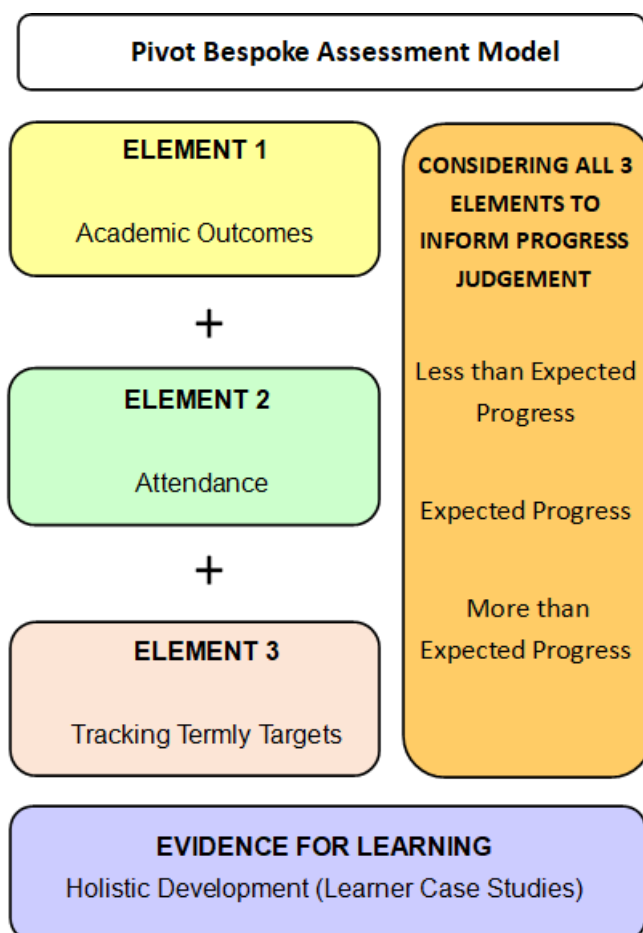 Pivot Bespoke Assessment Model
ELEMENT 1
Academic Outcomes
+
ELEMENT 2
Attendance
+
ELEMENT 3
Tracking Termly Targets
CONSIDERING ALL 3
ELEMENTS TO
INFORM PROGRESS
JUDGEMENT
Less than Expected
Progress
Expected Progress
More than
Expected Progress
EVIDENCE FOR LEARNING
Holistic Development (Learner Case Studies)